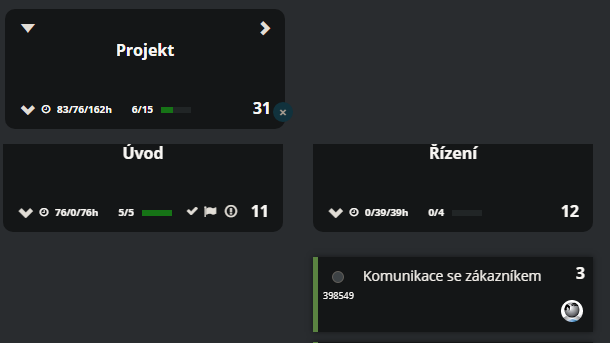 Projekt
83/76/162h 6/15 31
Úvod
76/0/76h 5/5 11
Řízení
0/39/39h 0/4 12
Komunikace se zákazníkem 3
398549